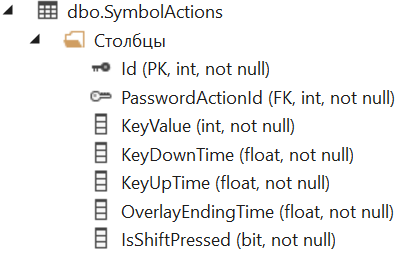 dbo.SymbolActions
Столбцы
Id (PK, int, not null)
PasswordActionId (FK, int, not null)
KeyValue (int, not null)
KeyDownTime (float, not null)
KeyUpTime (float, not null)
OverlayEndingTime (float, not null)
IsShiftPressed (bit, not null)